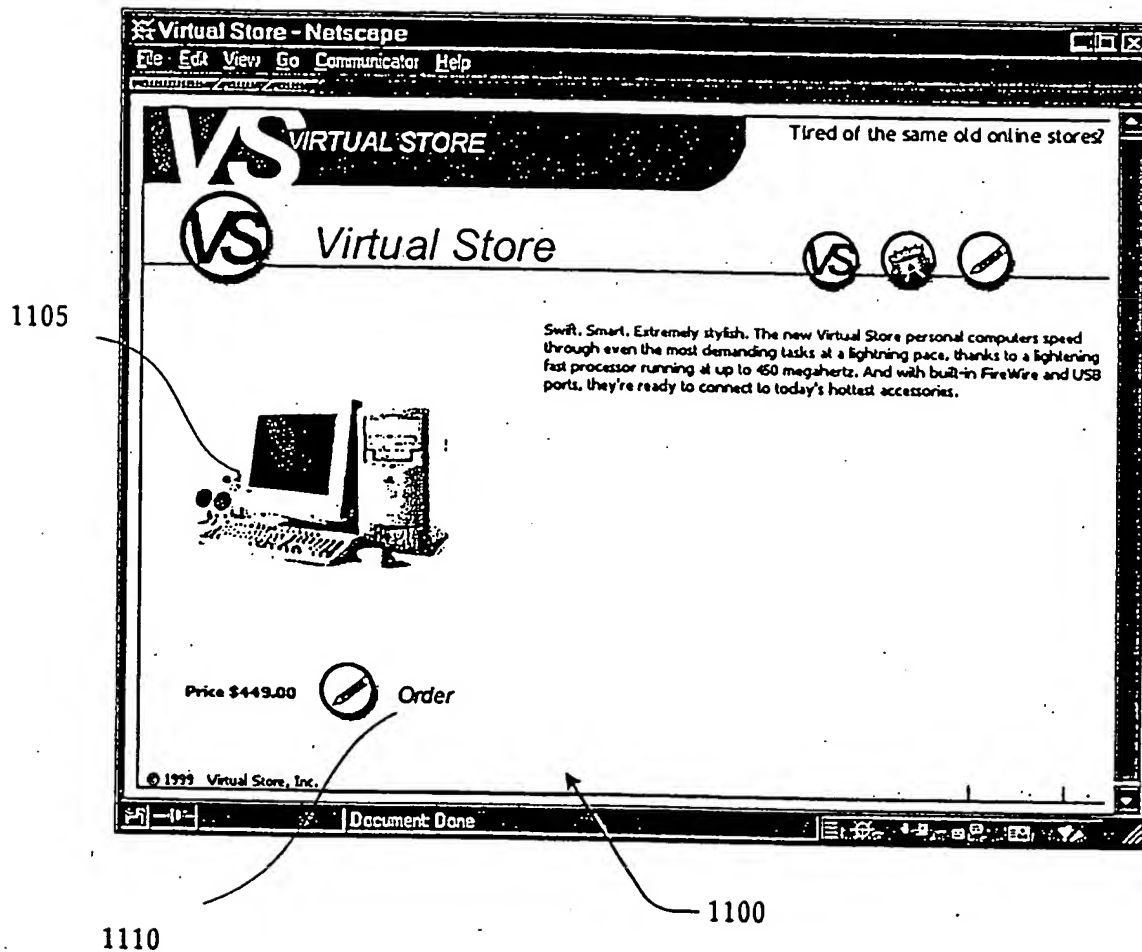 Virtual Store - Netscape
File Edit View Go Communicator Help
VS VIRTUAL STORE
Tired of the same old online stores?
VS Virtual Store
VS
Swift. Smart. Extremely stylish. The new Virtual Store personal computers speed
through even the most demanding tasks at a lightning pace, thanks to a lightening
fast processor running at up to 450 megahertz. And with built-in FireWire and USB
ports, they're ready to connect to today's hottest accessories.
1105
Price $449.00 Order
© 1999 Virtual Store, Inc.
Document: Done
1100
1110